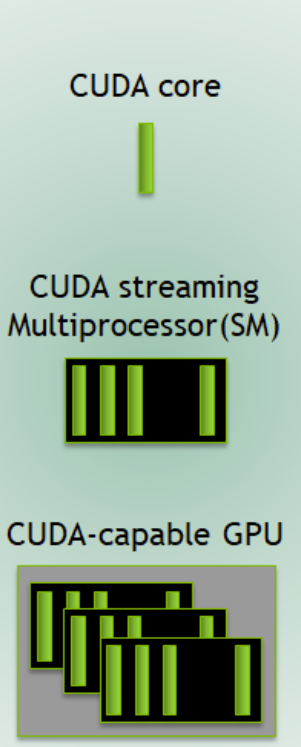 CUDA core
CUDA streaming
Multiprocessor(SM)
CUDA-capable GPU